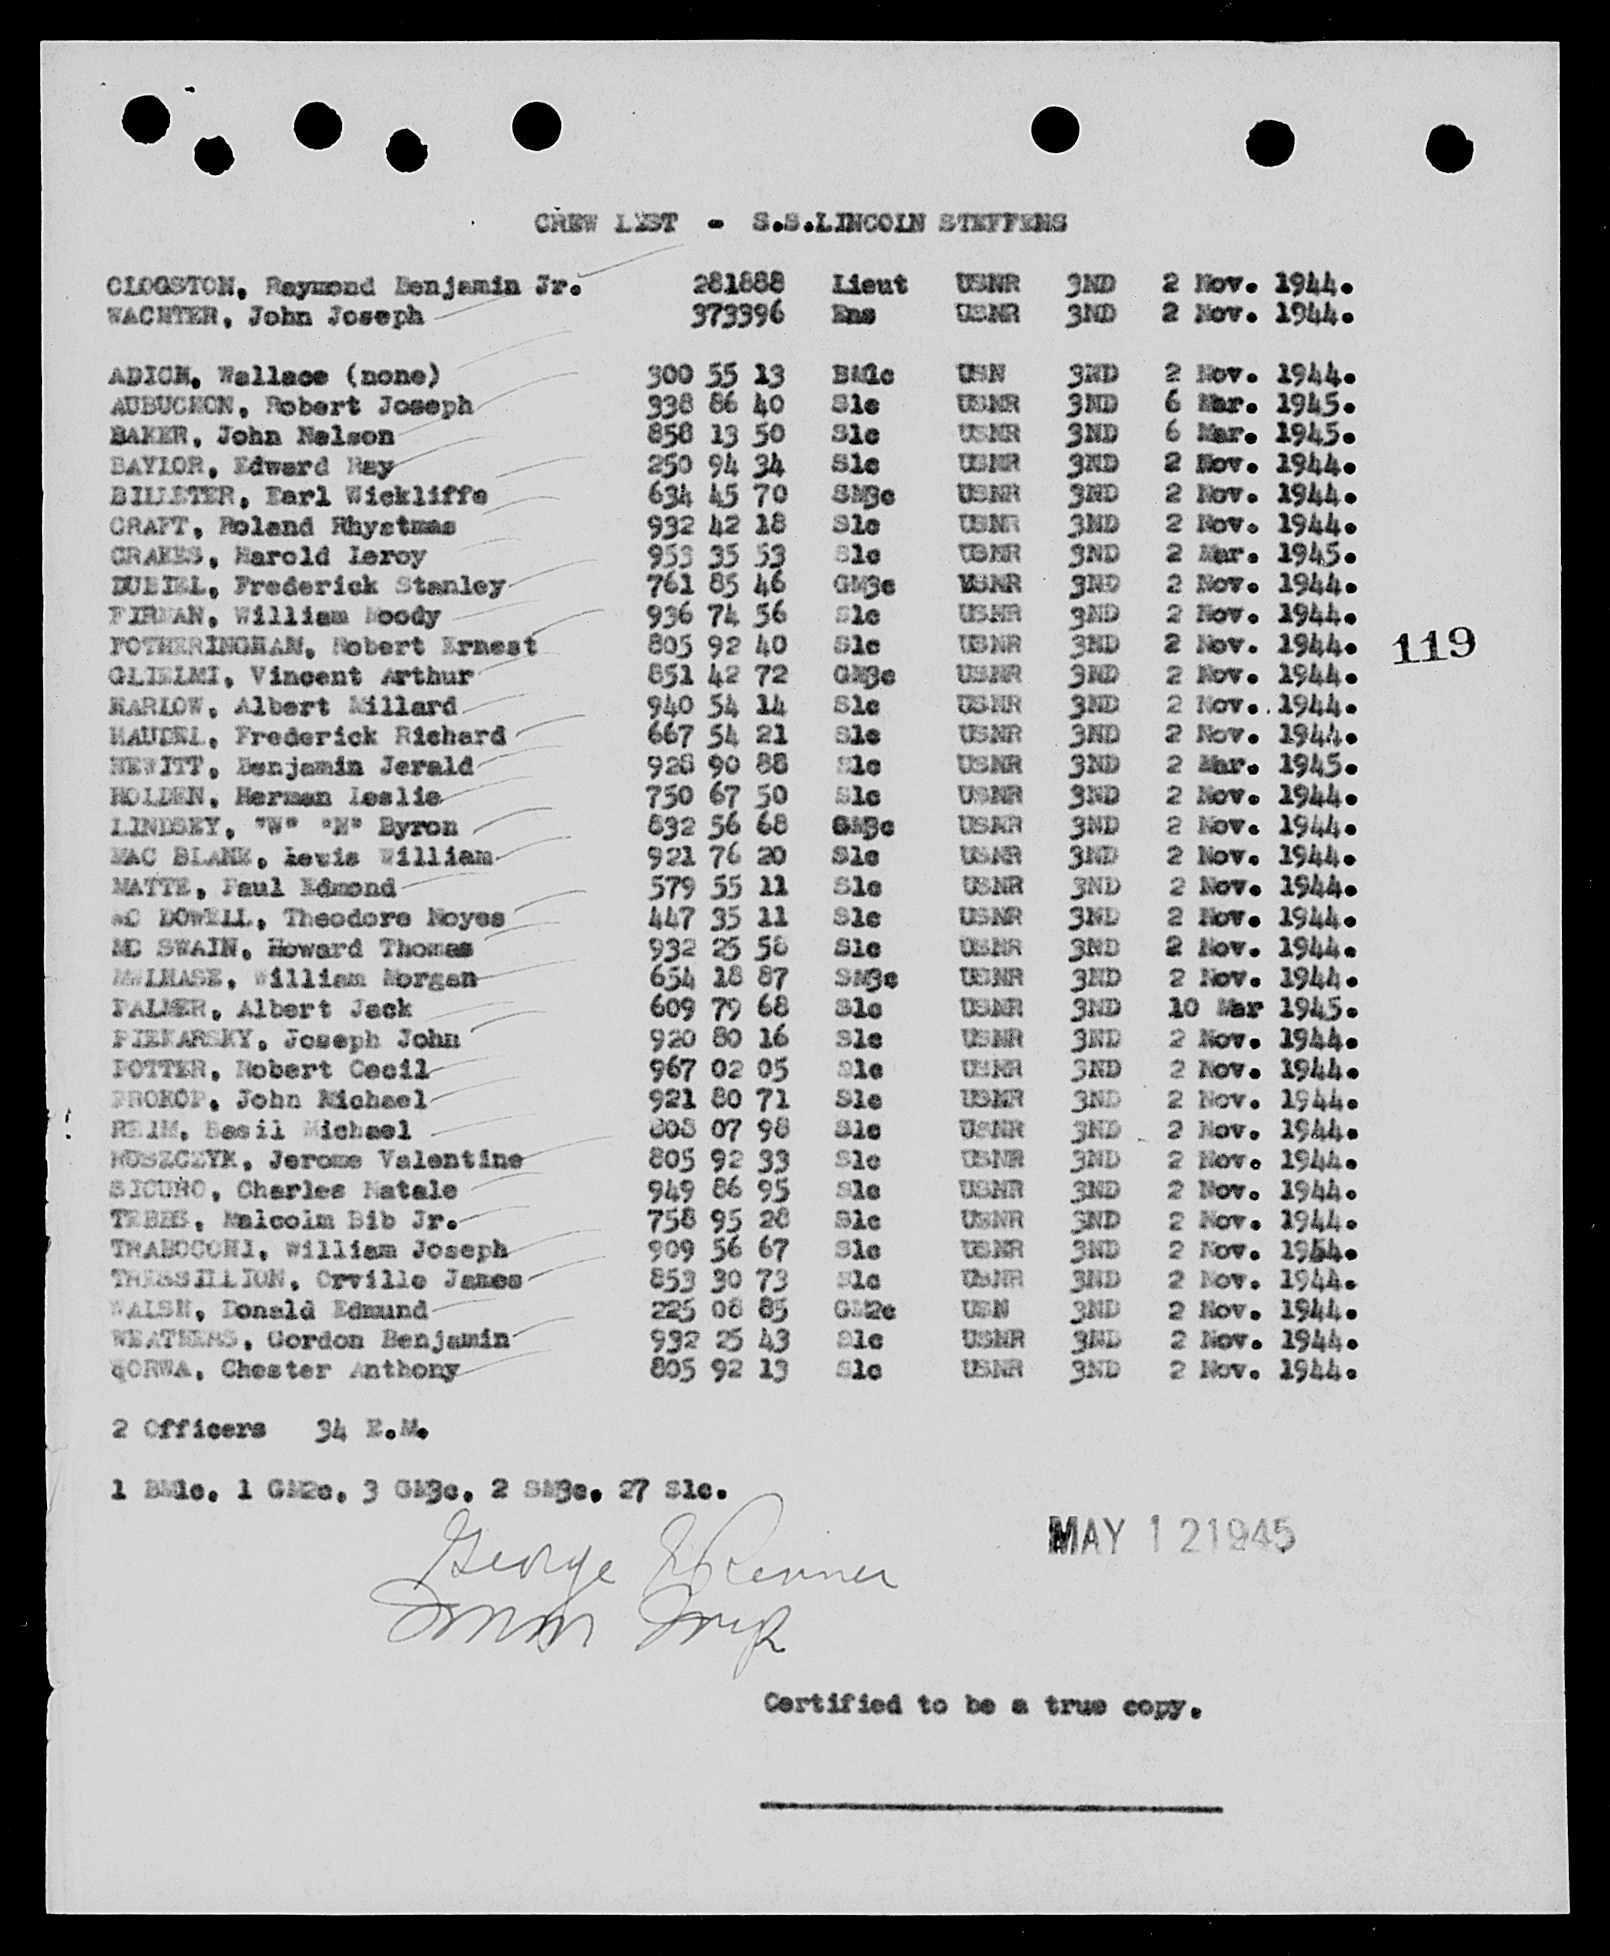 CREW LIST - S.S.LINCOLN STEFFENS
CLOGSTON, Raymond Benjamin Jr. 281888 Lieut USNR 3ND 2 Nov. 1944.
WACHTER, John Joseph 373396 Ens USNR 3ND 2 Nov. 1944.
ADICH, Wallace (none) 300 55 13 BM1c USN 3ND 2 Nov. 1944.
AUBUCHON, Robert Joseph 338 86 40 S1c USNR 3ND 6 Mar. 1945.
BAKER, John Nelson 858 13 50 S1c USNR 3ND 6 Mar. 1945.
BAYLOR, Edward Ray 250 94 34 S1c USNR 3ND 2 Nov. 1944.
BILLETER, Earl Wickliffe 634 45 70 SM3c USNR 3ND 2 Nov. 1944.
CRAFT, Roland Rhystmas 932 42 18 S1c USNR 3ND 2 Nov. 1944.
CRAKES, Harold Leroy 953 35 53 S1c USNR 3ND 2 Mar. 1945.
DUBIEL, Frederick Stanley 761 85 46 GM3c USNR 3ND 2 Nov. 1944.
FIRMAN, William Moody 936 74 56 S1c USNR 3ND 2 Nov. 1944.
FOTHERINGHAM, Robert Ernest 805 92 40 S1c USNR 3ND 2 Nov. 1944.
119
GLIELMI, Vincent Arthur 851 42 72 GM3c USNR 3ND 2 Nov. 1944.
HARLOW, Albert Millard 940 54 14 S1c USNR 3ND 2 Nov. 1944.
HAUDEL, Frederick Richard 667 54 21 S1c USNR 3ND 2 Nov. 1944.
HEWITT, Benjamin Jerald 928 90 88 S1c USNR 3ND 2 Mar. 1945.
HOLDEN, Herman Leslie 750 67 50 S1c USNR 3ND 2 Nov. 1944.
LINDSEY, "W" "H" Byron 832 56 68 GM3c USNR 3ND 2 Nov. 1944.
MAC BLANE, Lewis William 921 76 20 S1c USNR 3ND 2 Nov. 1944.
MATTE, Paul Edmond 579 55 11 S1c USNR 3ND 2 Nov. 1944.
MC DOWELL, Theodore Noyes 447 35 11 S1c USNR 3ND 2 Nov. 1944.
MC SWAIN, Howard Thomas 932 25 58 S1c USNR 3ND 2 Nov. 1944.
MELHASE, William Morgan 654 18 87 SM3c USNR 3ND 2 Nov. 1944.
PALMER, Albert Jack 609 79 68 S1c USNR 3ND 10 Mar 1945.
PIEKARSKY, Joseph John 920 80 16 S1c USNR 3ND 2 Nov. 1944.
POTTER, Robert Cecil 967 02 05 S1c USNR 3ND 2 Nov. 1944.
PROKOP, John Michael 921 80 71 S1c USNR 3ND 2 Nov. 1944.
REIM, Basil Michael 808 07 98 S1c USNR 3ND 2 Nov. 1944.
RUSZCZYK, Jerome Valentine 805 92 33 S1c USNR 3ND 2 Nov. 1944.
SICURO, Charles Natale 949 86 95 S1c USNR 3ND 2 Nov. 1944.
TEBBS, Malcolm Bib Jr. 758 95 28 S1c USNR 3ND 2 Nov. 1944.
TRABOCCHI, William Joseph 909 56 67 S1c USNR 3ND 2 Nov. 1944.
TRESSILLION, Orville James 853 30 73 S1c USNR 3ND 2 Nov. 1944.
WALSH, Donald Edmund 225 08 85 GM2c USN 3ND 2 Nov. 1944.
WEATHERS, Gordon Benjamin 932 25 43 S1c USNR 3ND 2 Nov. 1944.
YORWA, Chester Anthony 805 92 13 S1c USNR 3ND 2 Nov. 1944.
2 Officers 34 E.M.
1 BM1c. 1 GM2c. 3 GM3c. 2 SM3c. 27 S1c.
MAY 1 2 1945
George Renner
Certified to be a true copy.